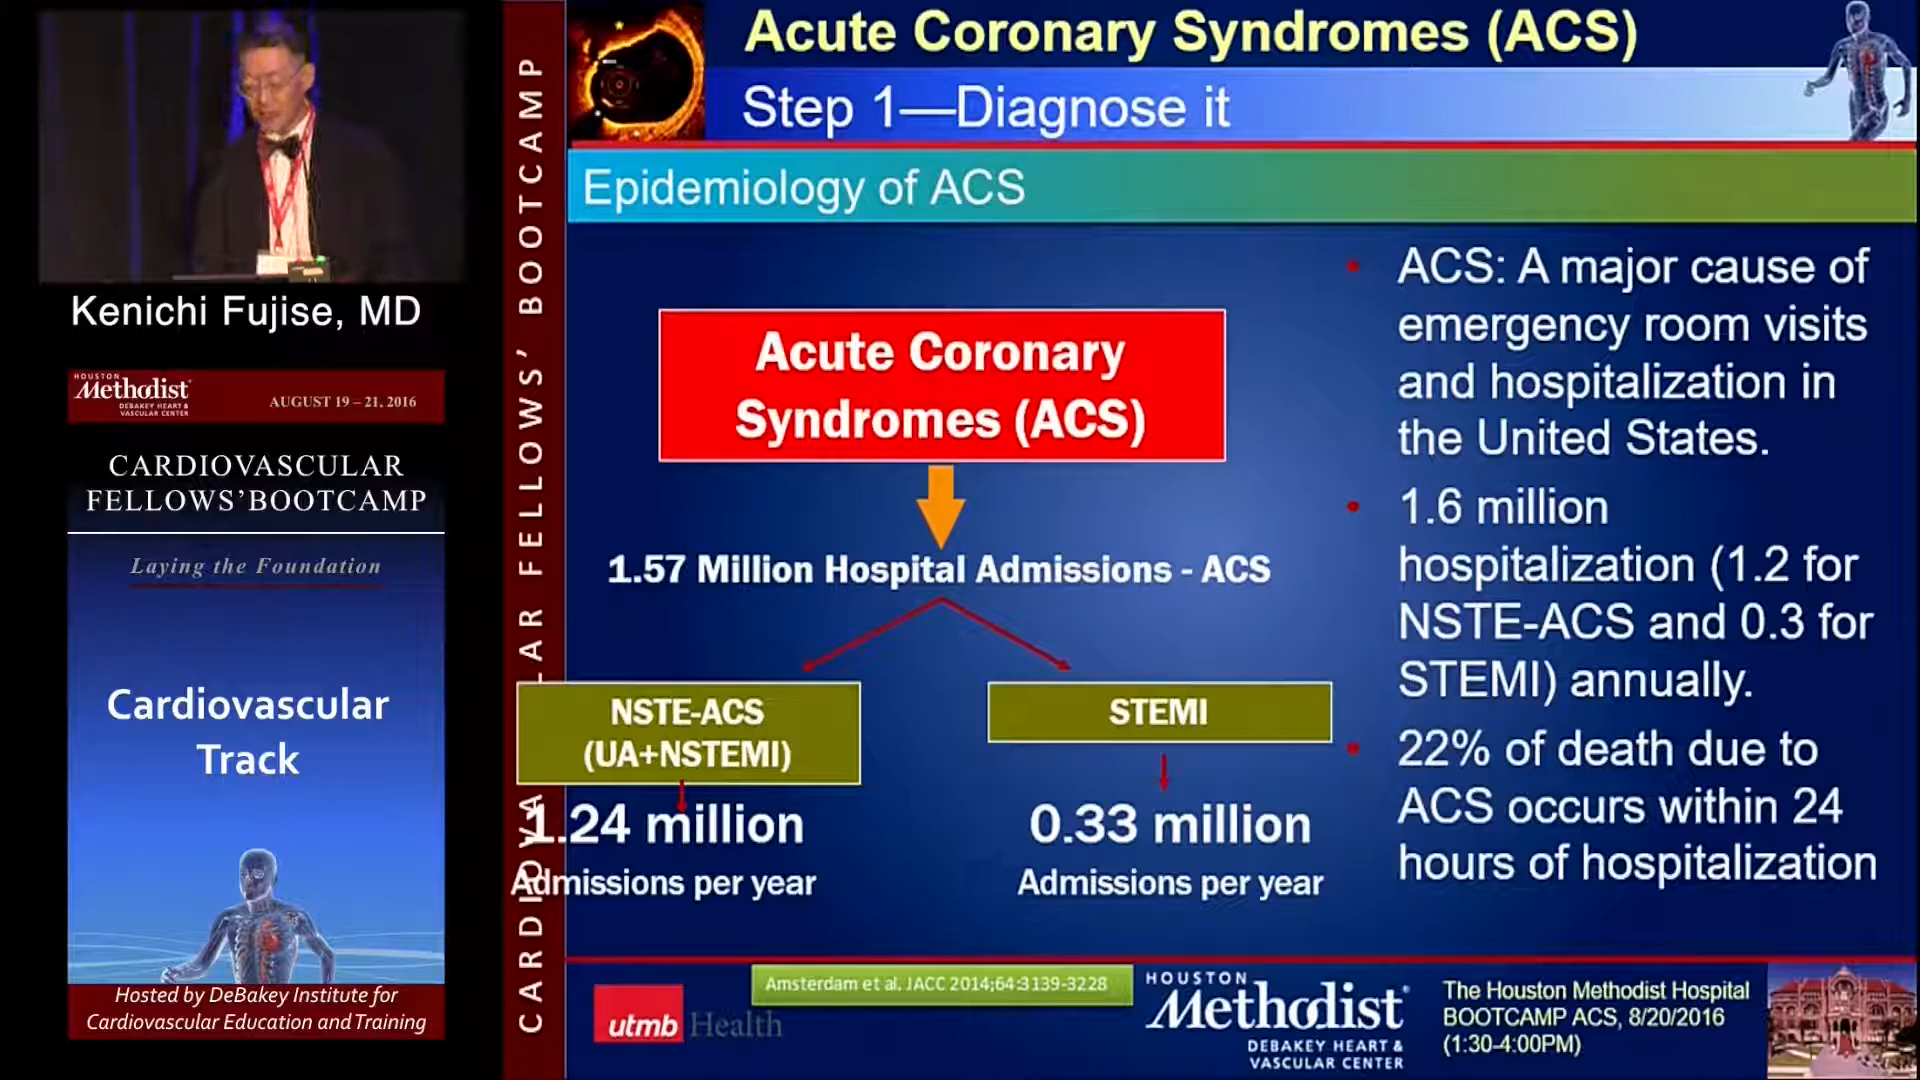 Kenichi Fujise, MD
HOUSTON
Methodist
DEBAKEY HEART &
VASCULAR CENTER
AUGUST 19 – 21, 2016
CARDIOVASCULAR
FELLOWS'BOOTCAMP
Laying the Foundation
Cardiovascular
Track
Hosted by DeBakey Institute for
Cardiovascular Education and Training
FELLOWS' BOOTCAMP
Acute Coronary Syndromes (ACS)
Step 1—Diagnose it
Epidemiology of ACS
Acute Coronary
Syndromes (ACS)
1.57 Million Hospital Admissions - ACS
NSTE-ACS
(UA+NSTEMI)
1.24 million
Admissions per year
STEMI
0.33 million
Admissions per year
• ACS: A major cause of
emergency room visits
and hospitalization in
the United States.
• 1.6 million
hospitalization (1.2 for
NSTE-ACS and 0.3 for
STEMI) annually.
• 22% of death due to
ACS occurs within 24
hours of hospitalization
utmb Health
Amsterdam et al. JACC 2014;64:3139-3228
HOUSTON
Methodist
DEBAKEY HEART &
VASCULAR CENTER
The Houston Methodist Hospital
BOOTCAMP ACS, 8/20/2016
(1:30-4:00PM)